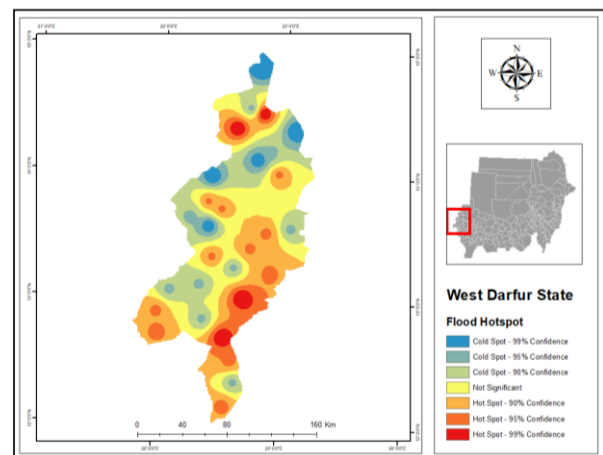 N
W
E
S
West Darfur State
Flood Hotspot
Cold Spot - 99% Confidence
Cold Spot - 95% Confidence
Cold Spot - 90% Confidence
Not Significant
Hot Spot - 90% Confidence
Hot Spot - 95% Confidence
Hot Spot - 99% Confidence
0 40 80 160 Km